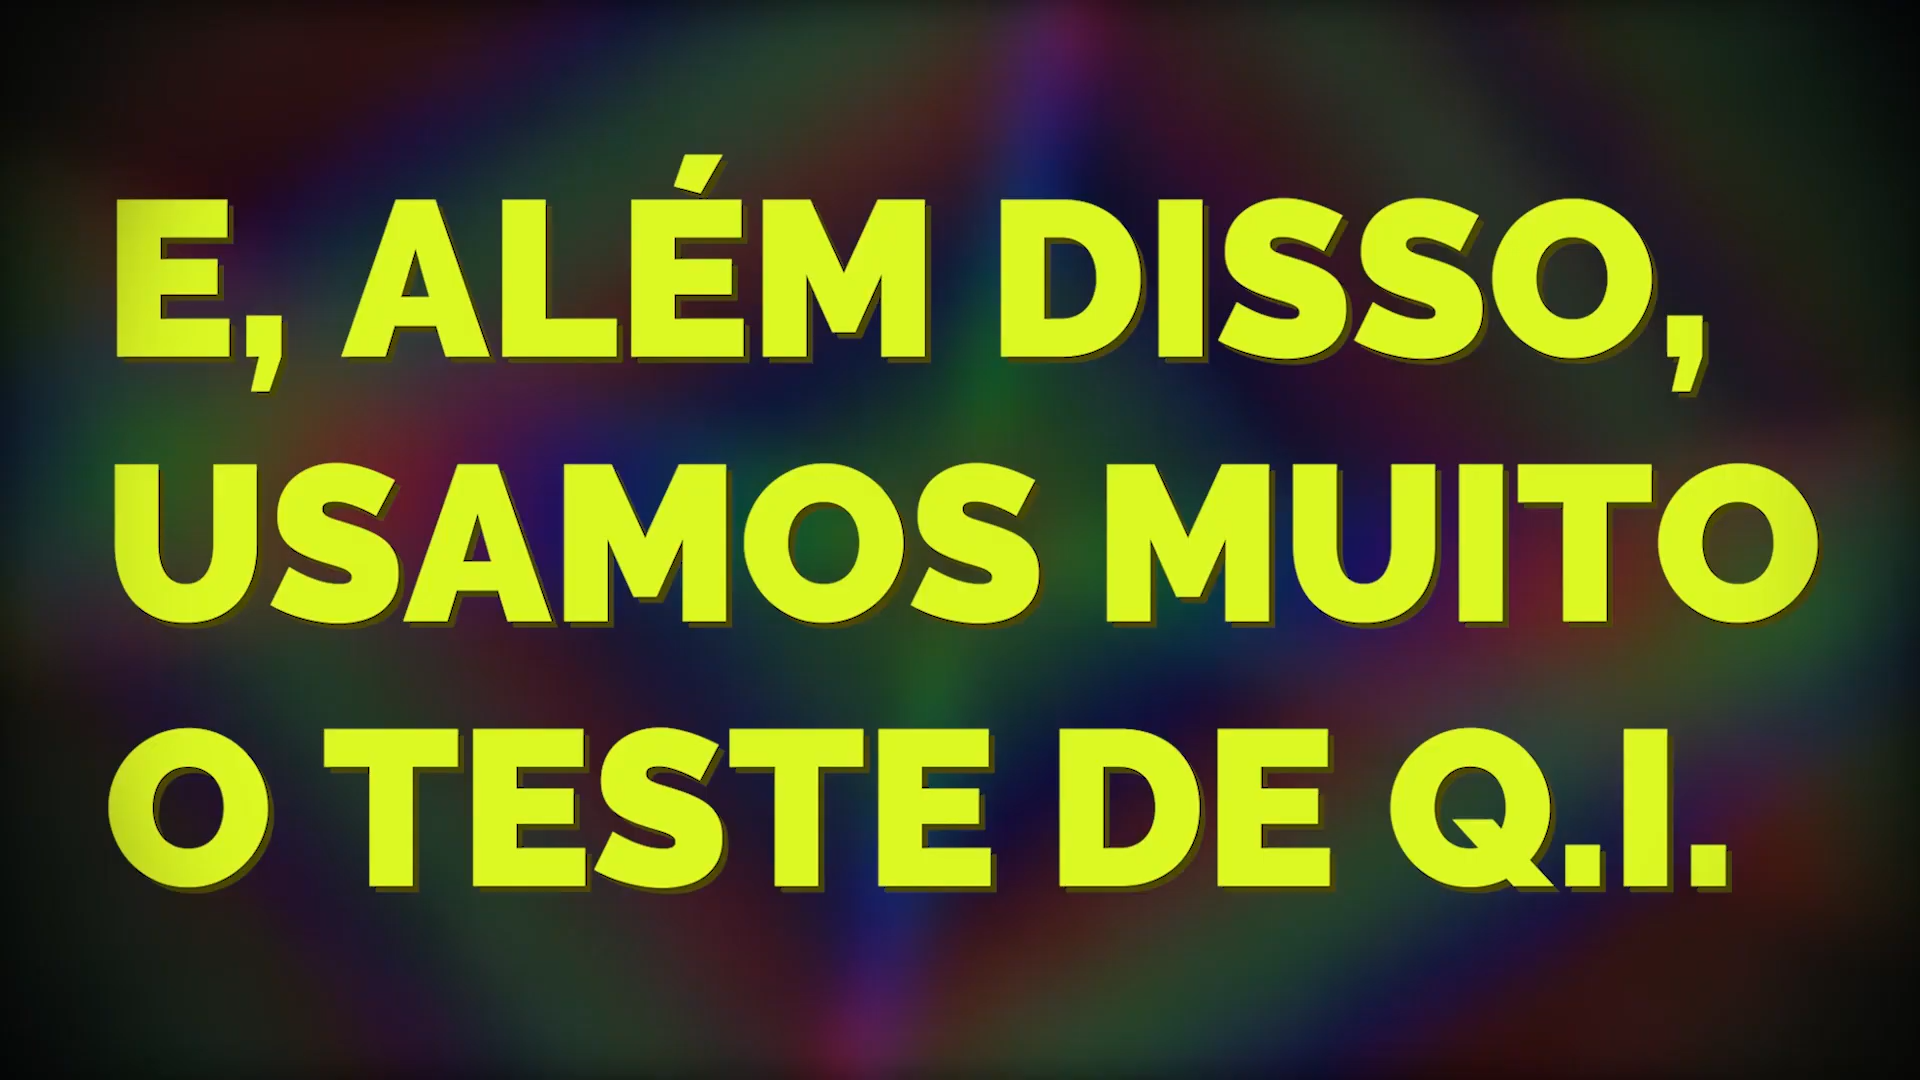 E, ALÉM DISSO,
USAMOS MUITO
O TESTE DE Q.I.